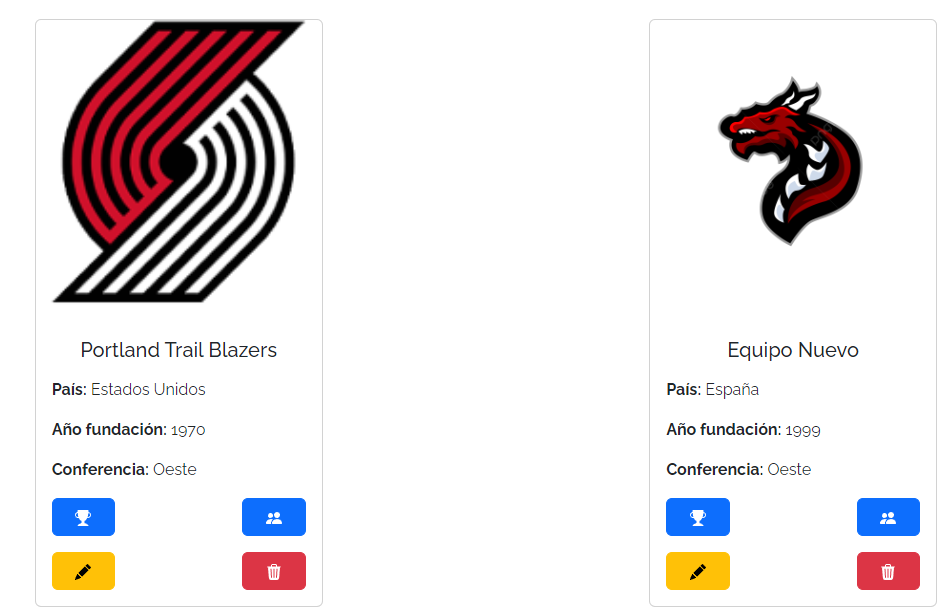 Portland Trail Blazers
País: Estados Unidos
Año fundación: 1970
Conferencia: Oeste
Equipo Nuevo
País: España
Año fundación: 1999
Conferencia: Oeste